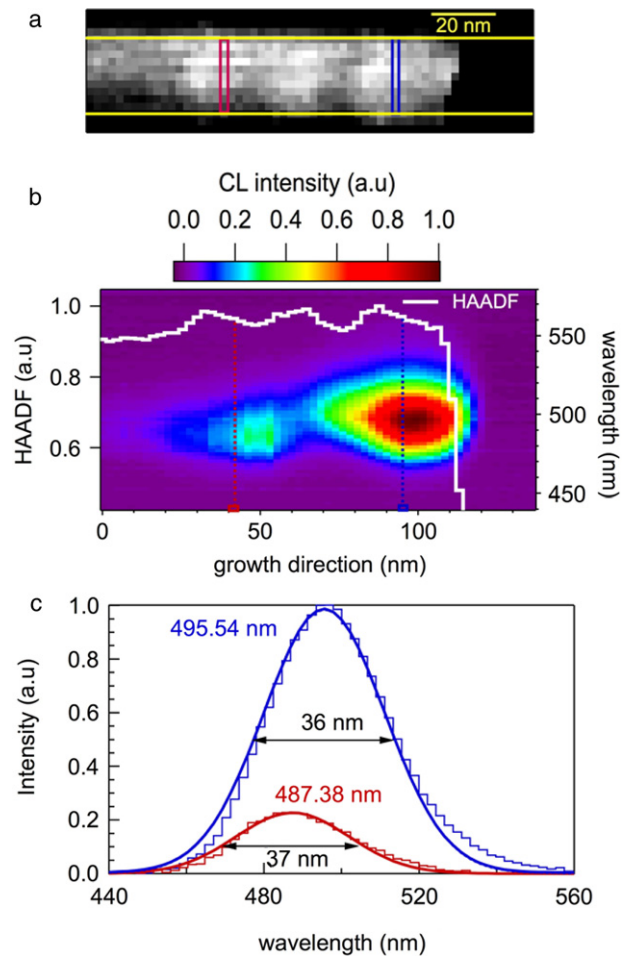 a
20 nm
b
CL intensity (a.u)
0.0 0.2 0.4 0.6 0.8 1.0
HAADF
1.0
0.8
0.6
HAADF (a.u)
550
500
450
wavelength (nm)
0 50 100
growth direction (nm)
c
1.0
0.8
0.6
0.4
0.2
0.0
Intensity (a.u)
495.54 nm
36 nm
487.38 nm
37 nm
440 480 520 560
wavelength (nm)